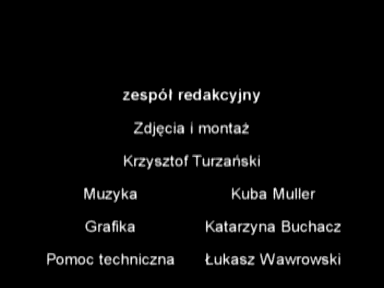 zespół redakcyjny
Zdjęcia i montaż
Krzysztof Turzański
Muzyka Kuba Muller
Grafika Katarzyna Buchacz
Pomoc techniczna Łukasz Wawrowski